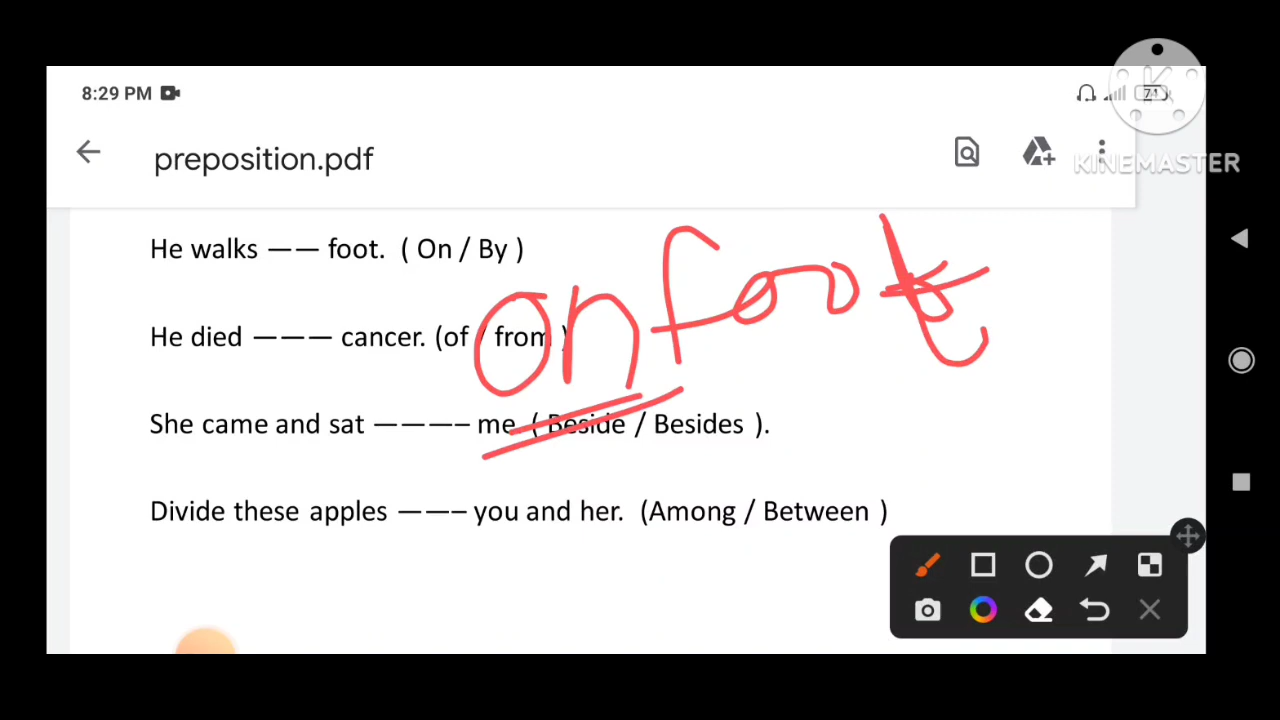 8:29 PM
74
KINEMASTER
preposition.pdf
He walks —— foot. ( On / By )
on foot
He died ——— cancer. (of / from )
She came and sat ———— me. ( Beside / Besides ).
Divide these apples ——— you and her. (Among / Between )